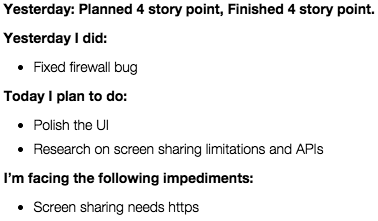 Yesterday: Planned 4 story point, Finished 4 story point.
Yesterday I did:
• Fixed firewall bug
Today I plan to do:
• Polish the UI
• Research on screen sharing limitations and APIs
I'm facing the following impediments:
• Screen sharing needs https